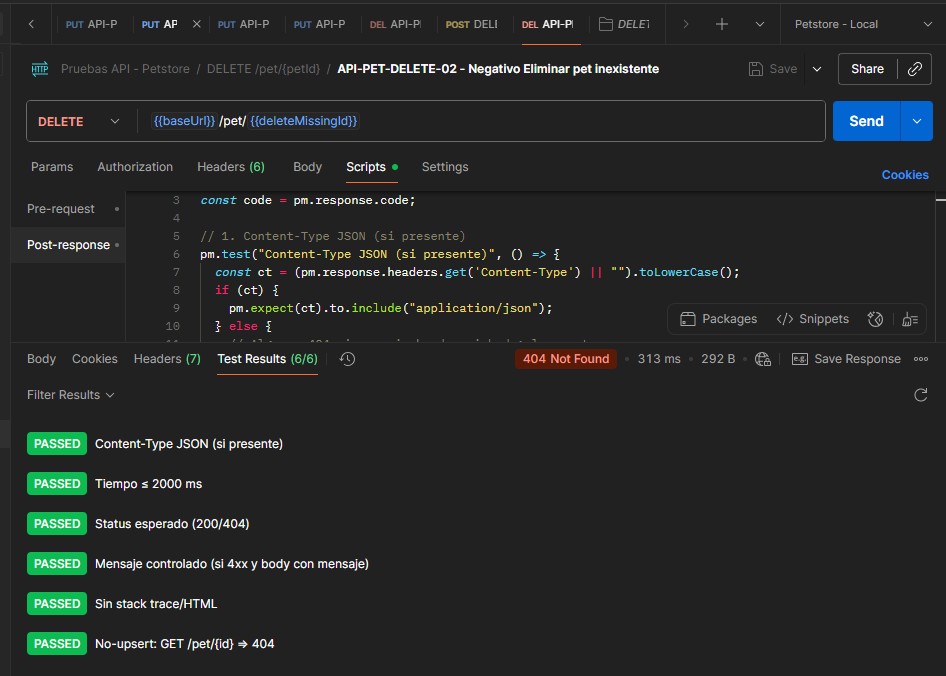 PUT API-P PUT AP PUT API-P PUT API-P DEL API-P POST DELI DEL API-P DELET Petstore - Local
HTTP Pruebas API - Petstore / DELETE /pet/{petId} / API-PET-DELETE-02 - Negativo Eliminar pet inexistente Save Share
DELETE {{baseUrl}} /pet/ {{deleteMissingId}} Send
Params Authorization Headers (6) Body Scripts Settings Cookies
Pre-request
Post-response
3 const code = pm.response.code;
4
5 // 1. Content-Type JSON (si presente)
6 pm.test("Content-Type JSON (si presente)", () => {
7 const ct = (pm.response.headers.get('Content-Type') || "").toLowerCase();
8 if (ct) {
9 pm.expect(ct).to.include("application/json");
10 } else {
Packages Snippets
Body Cookies Headers (7) Test Results (6/6) 404 Not Found 313 ms 292 B e.g. Save Response
Filter Results
PASSED Content-Type JSON (si presente)
PASSED Tiempo ≤ 2000 ms
PASSED Status esperado (200/404)
PASSED Mensaje controlado (si 4xx y body con mensaje)
PASSED Sin stack trace/HTML
PASSED No-upsert: GET /pet/{id} ⇒ 404